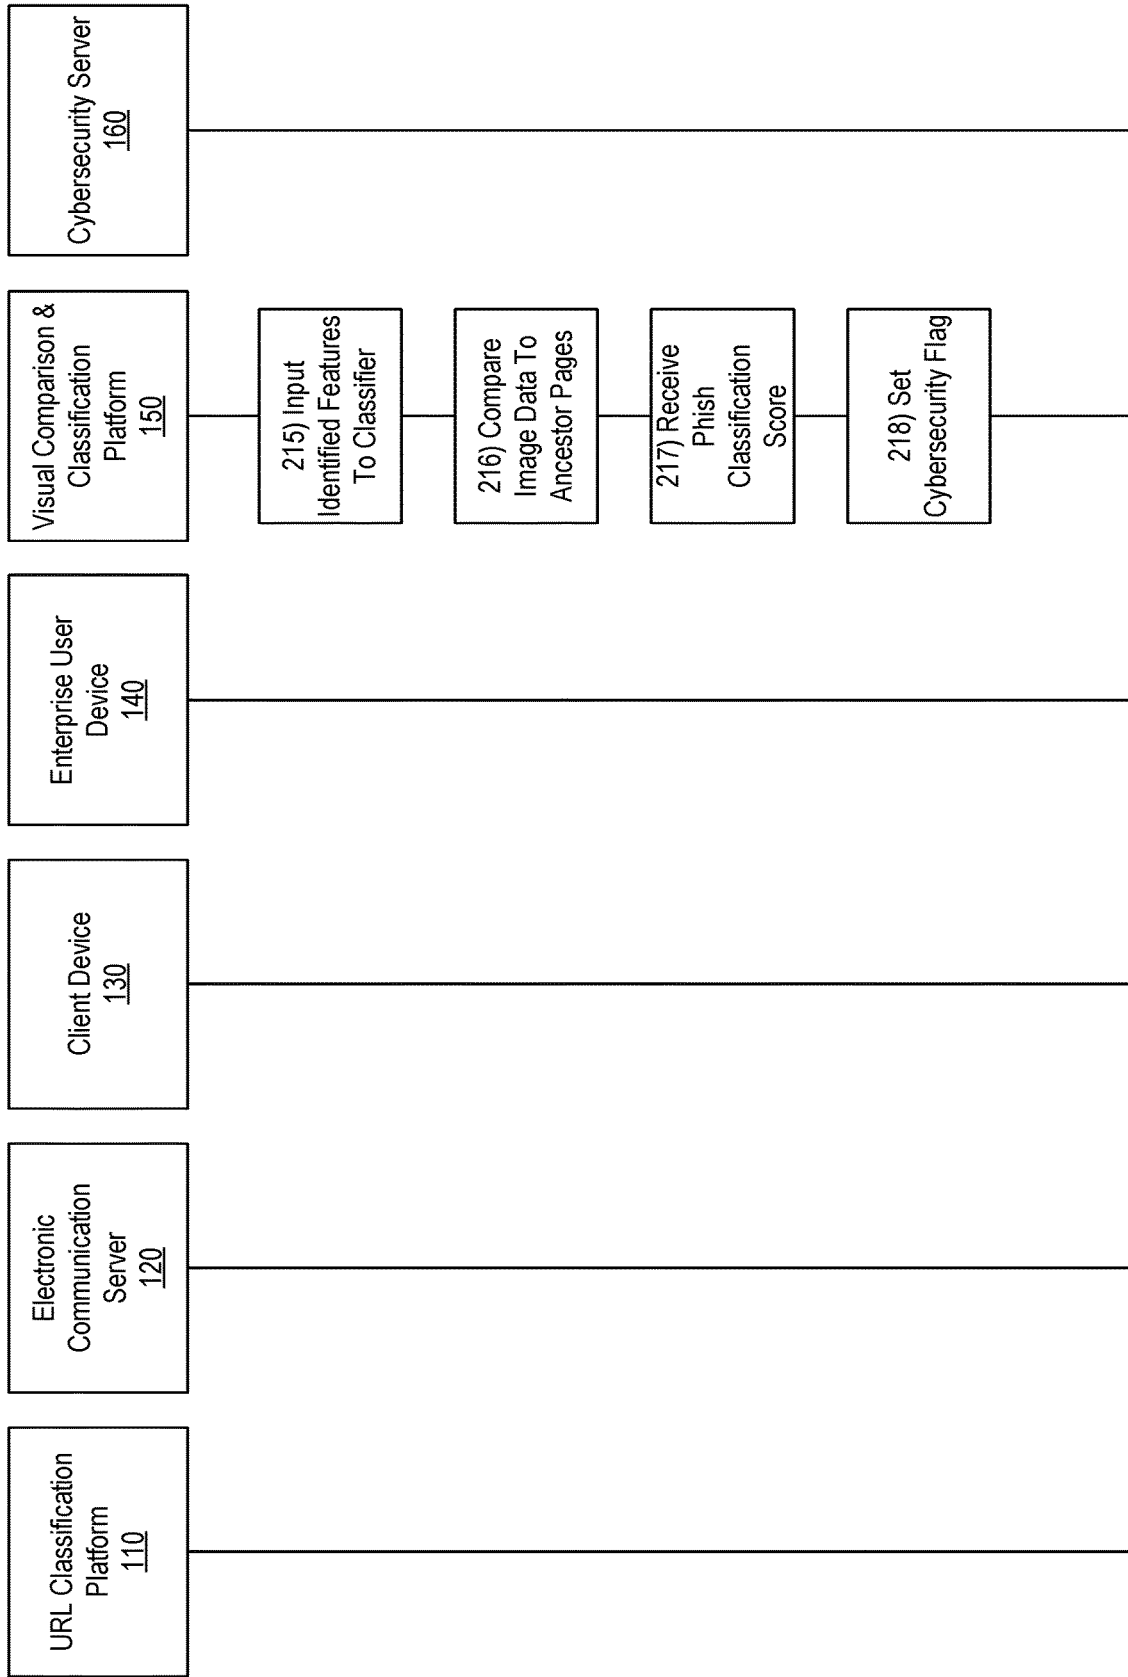 URL Classification
Platform
110
Electronic
Communication
Server
120
Client Device
130
Enterprise User
Device
140
Visual Comparison &
Classification
Platform
150
Cybersecurity Server
160
215) Input
Identified Features
To Classifier
216) Compare
Image Data To
Ancestor Pages
217) Receive
Phish
Classification
Score
218) Set
Cybersecurity Flag